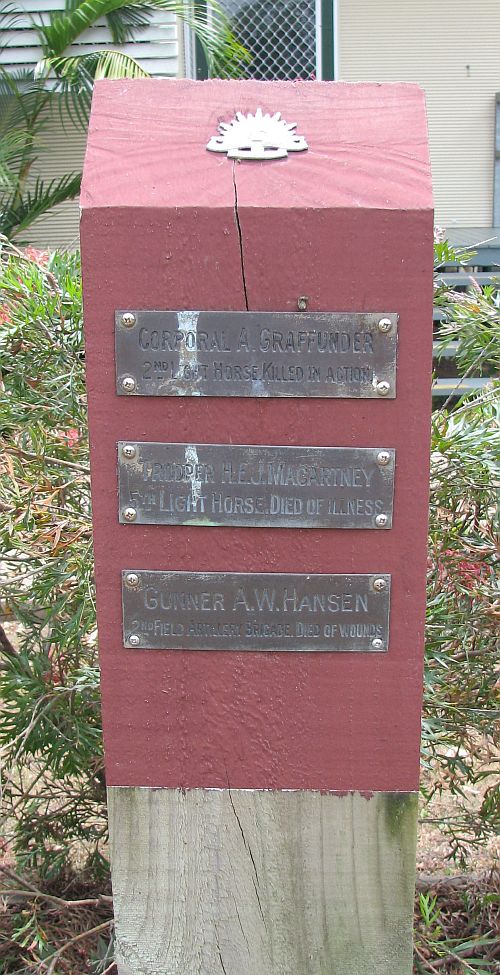 Corporal A. Graffunder
2nd Light Horse. Killed in action.
Trooper H.E.J. Macartney
5th Light Horse. Died of illness
Gunner A.W. Hansen
2nd Field Artillery Brigade. Died of wounds